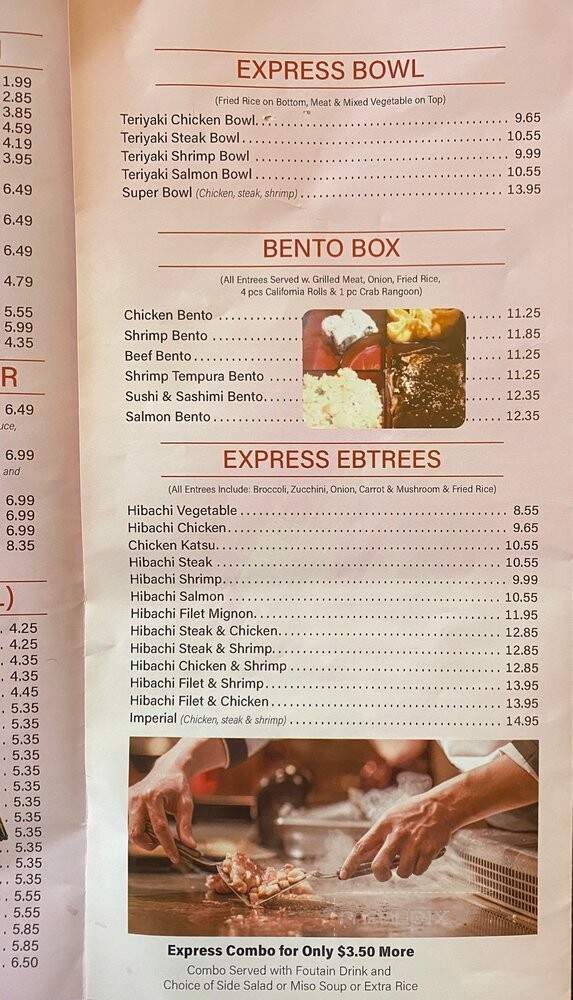 1.99
2.85
3.85
4.59
4.19
3.95
6.49
6.49
6.49
4.79
5.55
5.99
4.35
R
6.49
uce,
6.99
and
6.99
6.99
6.99
8.35
L)
. 4.25
. 4.25
. 4.35
. 4.35
. 4.45
. 5.35
. 5.35
. 5.35
. 5.35
. 5.35
. 5.35
. 5.35
. 5.35
. 5.35
. 5.35
. 5.35
. 5.55
. 5.55
. 5.85
. 5.85
. 6.50
EXPRESS BOWL
(Fried Rice on Bottom, Meat & Mixed Vegetable on Top)
Teriyaki Chicken Bowl. 9.65
Teriyaki Steak Bowl 10.55
Teriyaki Shrimp Bowl 9.99
Teriyaki Salmon Bowl 10.55
Super Bowl (Chicken, steak, shrimp) 13.95
BENTO BOX
(All Entrees Served w. Grilled Meat, Onion, Fried Rice,
4 pcs California Rolls & 1 pc Crab Rangoon)
Chicken Bento 11.25
Shrimp Bento 11.85
Beef Bento 11.25
Shrimp Tempura Bento 11.25
Sushi & Sashimi Bento 12.35
Salmon Bento 12.35
EXPRESS EBTREES
(All Entrees Include: Broccoli, Zucchini, Onion, Carrot & Mushroom & Fried Rice)
Hibachi Vegetable 8.55
Hibachi Chicken 9.65
Chicken Katsu 10.55
Hibachi Steak 10.55
Hibachi Shrimp 9.99
Hibachi Salmon 10.55
Hibachi Filet Mignon 11.95
Hibachi Steak & Chicken 12.85
Hibachi Steak & Shrimp 12.85
Hibachi Chicken & Shrimp 12.85
Hibachi Filet & Shrimp 13.95
Hibachi Filet & Chicken 13.95
Imperial (Chicken, steak & shrimp) 14.95
Express Combo for Only $3.50 More
Combo Served with Foutain Drink and
Choice of Side Salad or Miso Soup or Extra Rice